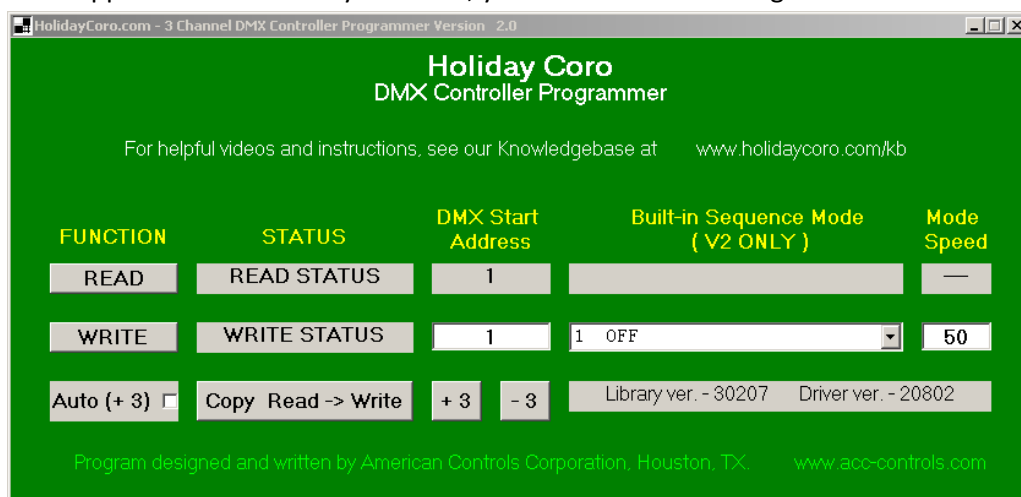 HolidayCoro.com - 3 Channel DMX Controller Programmer Version 2.0
Holiday Coro
DMX Controller Programmer
For helpful videos and instructions, see our Knowledgebase at www.holidaycoro.com/kb
FUNCTION STATUS DMX Start Address Built-in Sequence Mode ( V2 ONLY ) Mode Speed
READ READ STATUS 1 —
WRITE WRITE STATUS 1 1 OFF 50
Auto (+ 3) Copy Read -> Write + 3 - 3 Library ver. - 30207 Driver ver. - 20802
Program designed and written by American Controls Corporation, Houston, TX. www.acc-controls.com